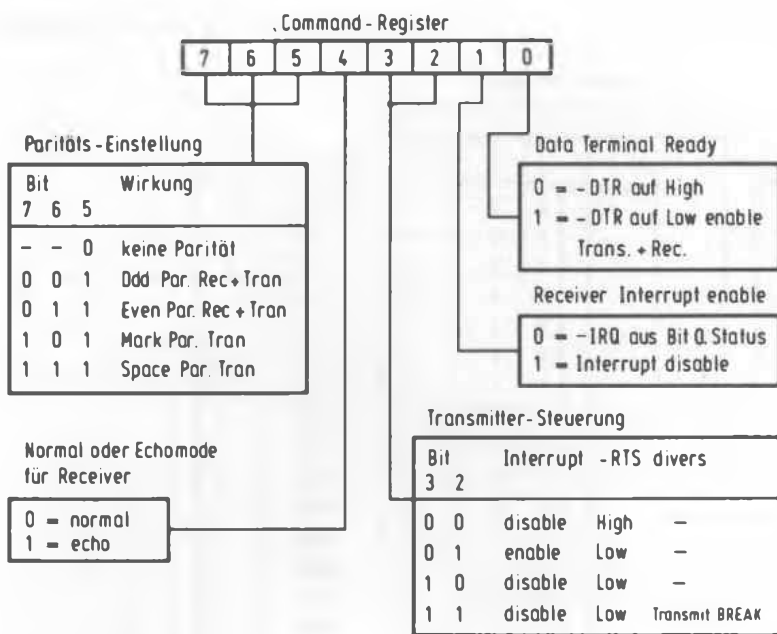 Command-Register
7 6 5 4 3 2 1 0
Paritäts-Einstellung
Bit Wirkung
7 6 5
- - 0 keine Parität
0 0 1 Odd Par. Rec+Tran
0 1 1 Even Par. Rec+Tran
1 0 1 Mark Par. Tran
1 1 1 Space Par. Tran
Data Terminal Ready
0 = -DTR auf High
1 = -DTR auf Low enable
Trans.+Rec.
Receiver Interrupt enable
0 = -IRQ aus Bit 0. Status
1 = Interrupt disable
Normal oder Echomode
für Receiver
0 = normal
1 = echo
Transmitter-Steuerung
Bit Interrupt -RTS divers
3 2
0 0 disable High -
0 1 enable Low -
1 0 disable Low -
1 1 disable Low Transmit BREAK